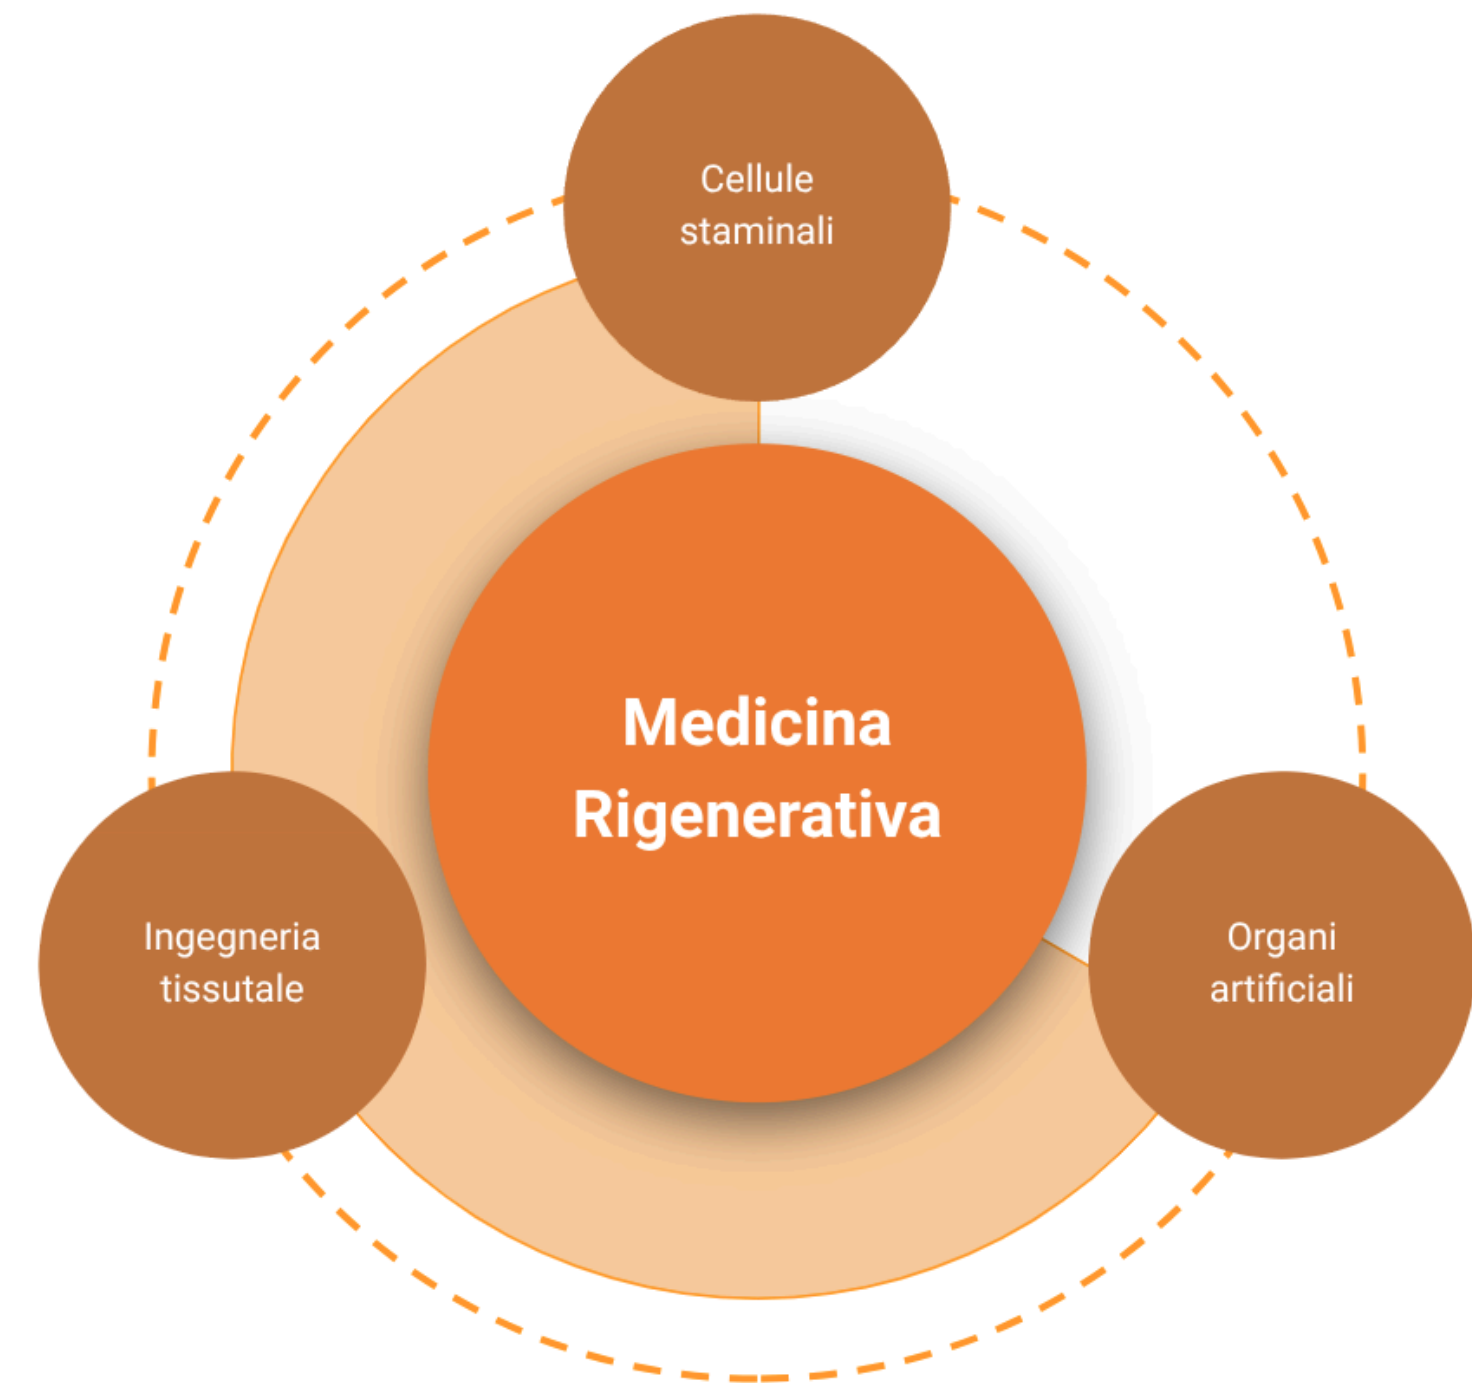 Cellule
staminali
Medicina
Rigenerativa
Ingegneria
tissutale
Organi
artificiali